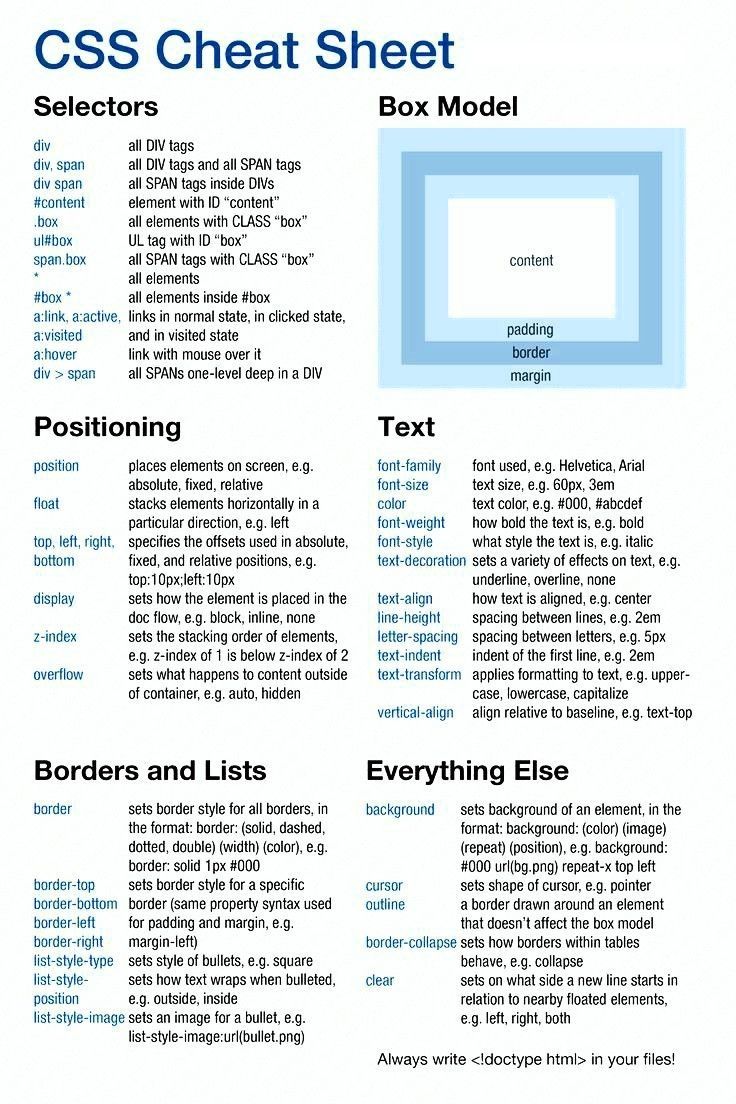 CSS Cheat Sheet
Selectors
div all DIV tags
div, span all DIV tags and all SPAN tags
div span all SPAN tags inside DIVs
#content element with ID “content”
.box all elements with CLASS “box”
ul#box UL tag with ID “box”
span.box all SPAN tags with CLASS “box”
* all elements
#box * all elements inside #box
a:link, a:active, links in normal state, in clicked state,
a:visited and in visited state
a:hover link with mouse over it
div > span all SPANs one-level deep in a DIV
Box Model
content
padding
border
margin
Positioning
position places elements on screen, e.g.
absolute, fixed, relative
float stacks elements horizontally in a
particular direction, e.g. left
top, left, right, specifies the offsets used in absolute,
bottom fixed, and relative positions, e.g.
top:10px;left:10px
display sets how the element is placed in the
doc flow, e.g. block, inline, none
z-index sets the stacking order of elements,
e.g. z-index of 1 is below z-index of 2
overflow sets what happens to content outside
of container, e.g. auto, hidden
Text
font-family font used, e.g. Helvetica, Arial
font-size text size, e.g. 60px, 3em
color text color, e.g. #000, #abcdef
font-weight how bold the text is, e.g. bold
font-style what style the text is, e.g. italic
text-decoration sets a variety of effects on text, e.g.
underline, overline, none
text-align how text is aligned, e.g. center
line-height spacing between lines, e.g. 2em
letter-spacing spacing between letters, e.g. 5px
text-indent indent of the first line, e.g. 2em
text-transform applies formatting to text, e.g. upper-
case, lowercase, capitalize
vertical-align align relative to baseline, e.g. text-top
Borders and Lists
border sets border style for all borders, in
the format: border: (solid, dashed,
dotted, double) (width) (color), e.g.
border: solid 1px #000
border-top sets border style for a specific
border-bottom border (same property syntax used
border-left for padding and margin, e.g.
border-right margin-left)
list-style-type sets style of bullets, e.g. square
list-style- sets how text wraps when bulleted,
position e.g. outside, inside
list-style-image sets an image for a bullet, e.g.
list-style-image:url(bullet.png)
Everything Else
background sets background of an element, in the
format: background: (color) (image)
(repeat) (position), e.g. background:
#000 url(bg.png) repeat-x top left
cursor sets shape of cursor, e.g. pointer
outline a border drawn around an element
that doesn’t affect the box model
border-collapse sets how borders within tables
behave, e.g. collapse
clear sets on what side a new line starts in
relation to nearby floated elements,
e.g. left, right, both
Always write <!doctype html> in your files!